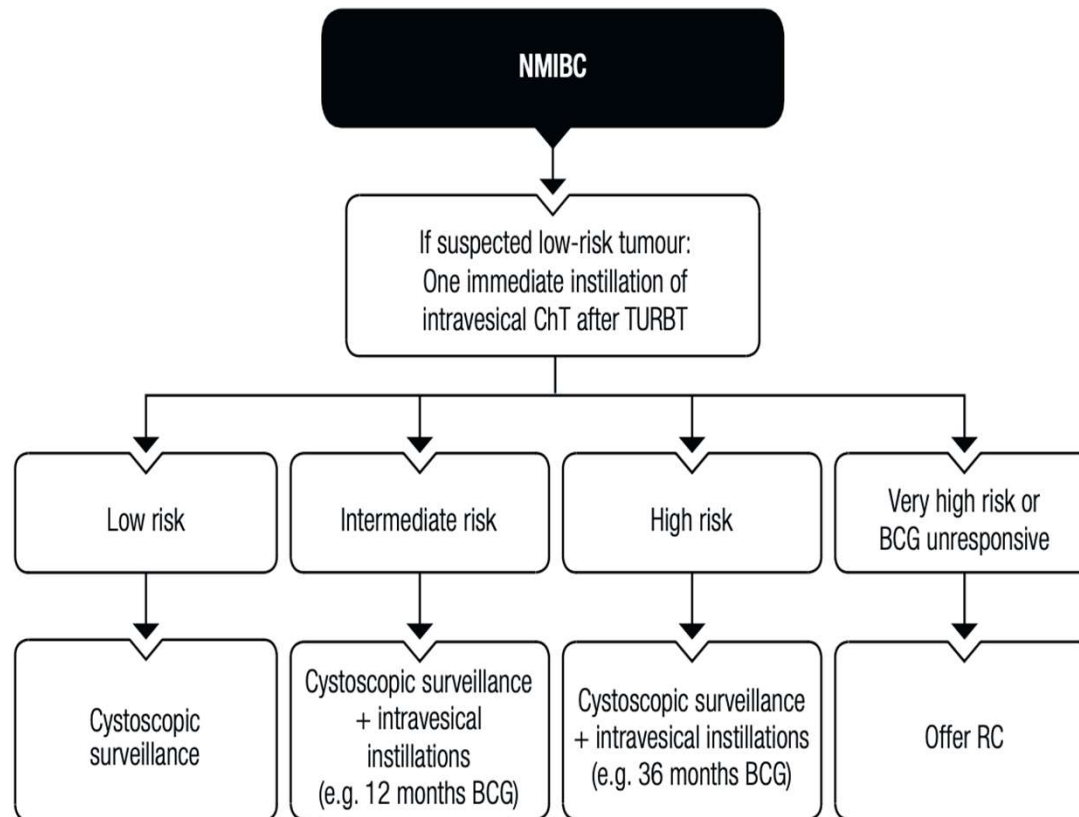 NMIBC
If suspected low-risk tumour:
One immediate instillation of
intravesical ChT after TURBT
Low risk
Intermediate risk
High risk
Very high risk or
BCG unresponsive
Cystoscopic
surveillance
Cystoscopic surveillance
+ intravesical
instillations
(e.g. 12 months BCG)
Cystoscopic surveillance
+ intravesical instillations
(e.g. 36 months BCG)
Offer RC